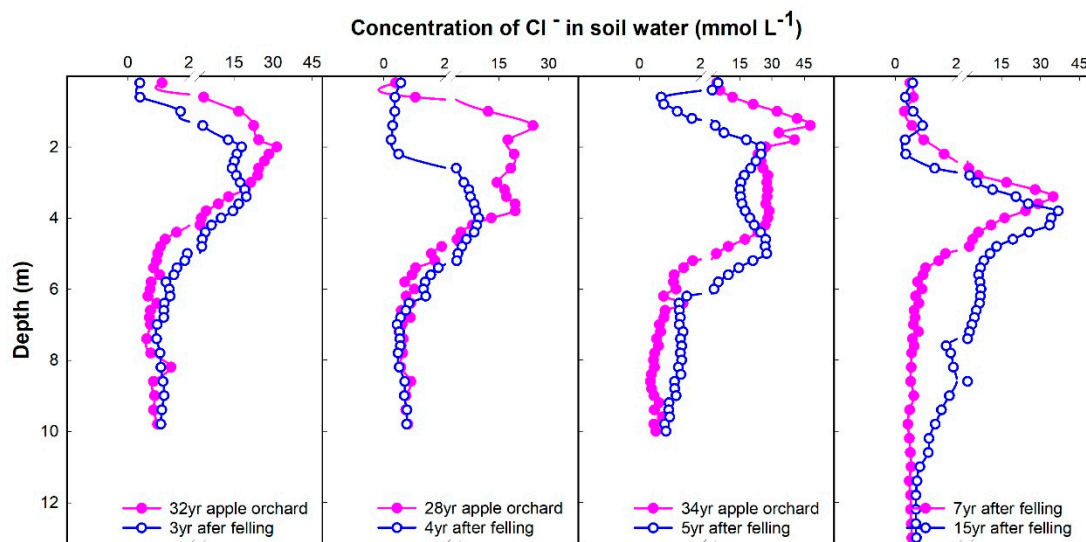 Concentration of Cl⁻ in soil water (mmol L⁻¹)
0 2 15 30 45 0 2 10 20 30 0 2 15 30 45 0 2 15 30 45
Depth (m)
0
2
4
6
8
10
12
32yr apple orchard
3yr after felling
28yr apple orchard
4yr after felling
34yr apple orchard
5yr after felling
7yr after felling
15yr after felling